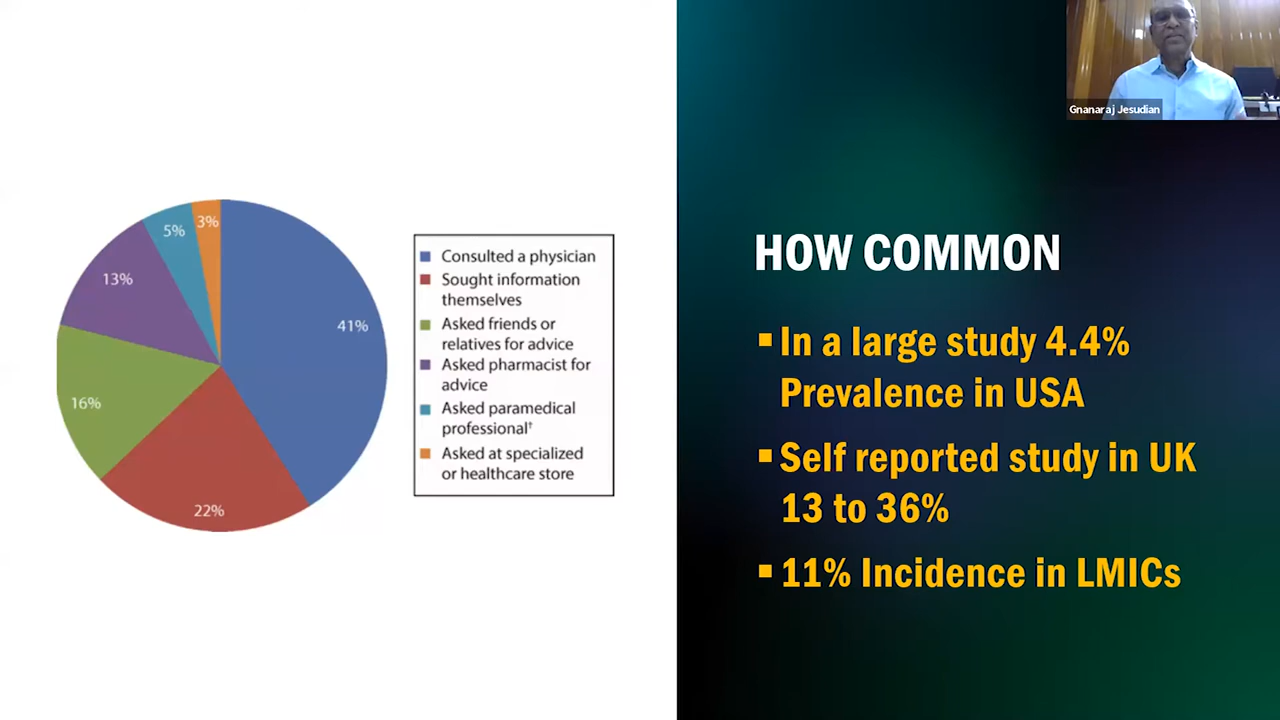 3%
5%
13%
41%
16%
22%
Consulted a physician
Sought information
themselves
Asked friends or
relatives for advice
Asked pharmacist for
advice
Asked paramedical
professional†
Asked at specialized
or healthcare store
Gnanaraj Jesudian
HOW COMMON
▪In a large study 4.4%
Prevalence in USA
▪Self reported study in UK
13 to 36%
▪11% Incidence in LMICs